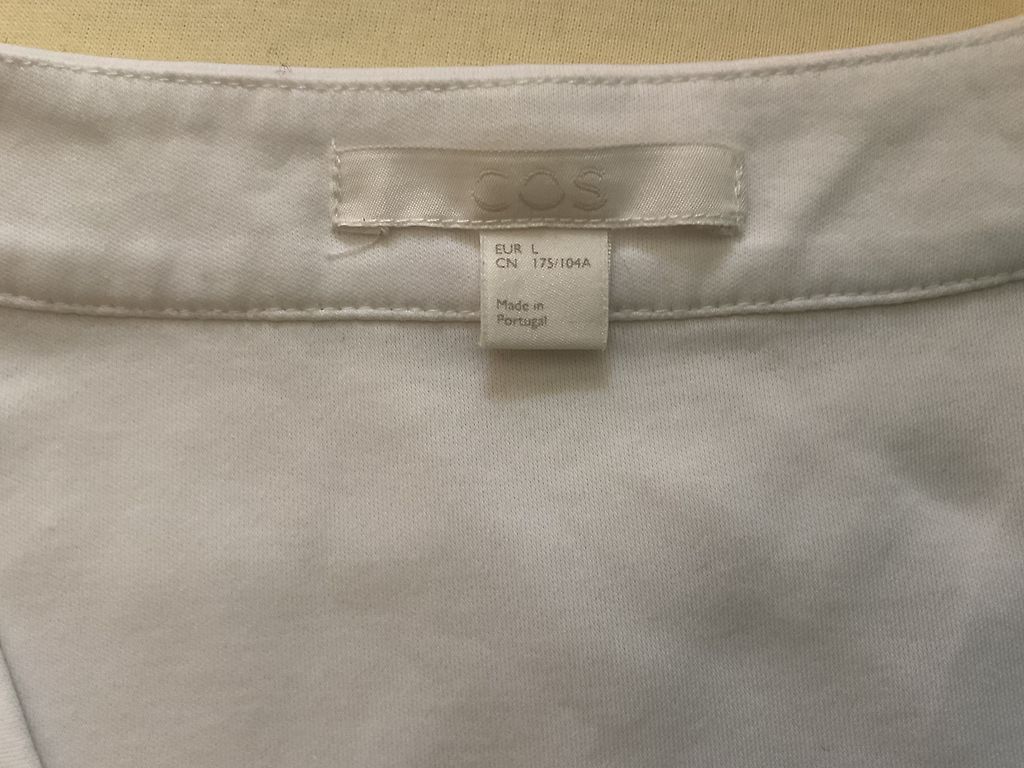 COS
EUR L
CN 175/104A
Made in
Portugal